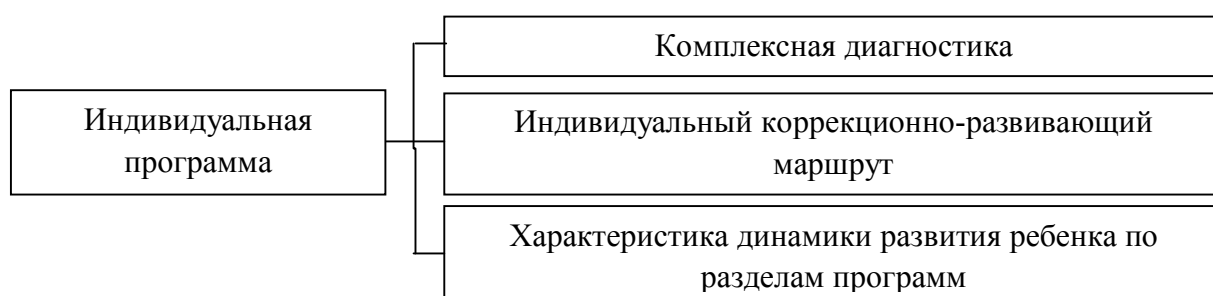 Комплексная диагностика
Индивидуальная
программа
Индивидуальный коррекционно-развивающий
маршрут
Характеристика динамики развития ребенка по
разделам программ